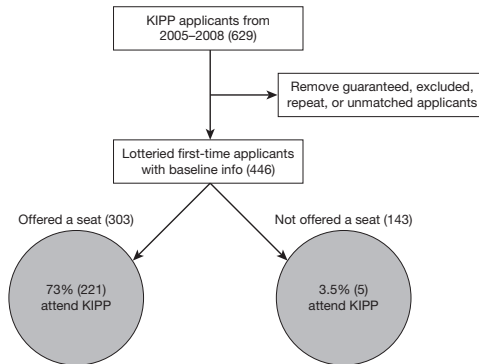 KIPP applicants from
2005–2008 (629)
Remove guaranteed, excluded,
repeat, or unmatched applicants
Lotteried first-time applicants
with baseline info (446)
Offered a seat (303)
Not offered a seat (143)
73% (221)
attend KIPP
3.5% (5)
attend KIPP